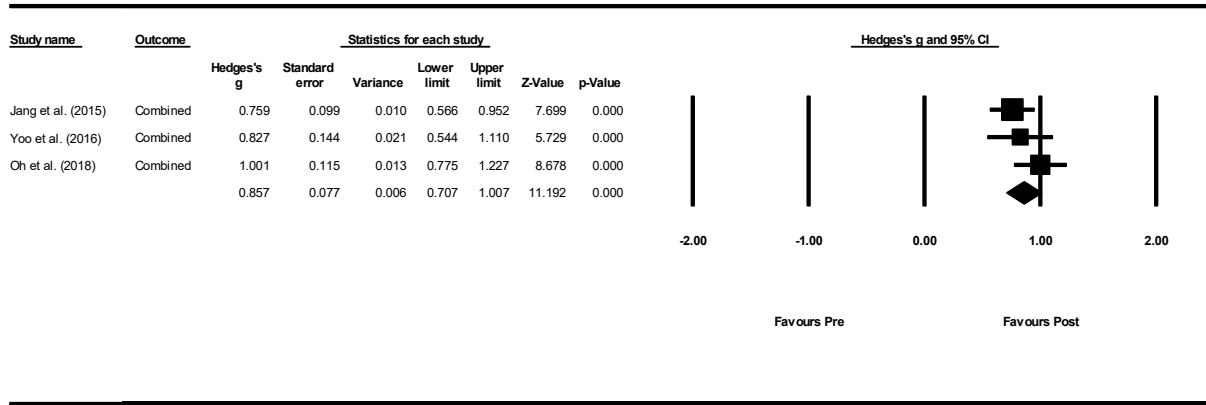 Study name Outcome Statistics for each study Hedges's g and 95% CI
Hedges's g Standard error Variance Lower limit Upper limit Z-Value p-Value
Jang et al. (2015) Combined 0.759 0.099 0.010 0.566 0.952 7.699 0.000
Yoo et al. (2016) Combined 0.827 0.144 0.021 0.544 1.110 5.729 0.000
Oh et al. (2018) Combined 1.001 0.115 0.013 0.775 1.227 8.678 0.000
0.857 0.077 0.006 0.707 1.007 11.192 0.000
-2.00 -1.00 0.00 1.00 2.00
Favours Pre Favours Post